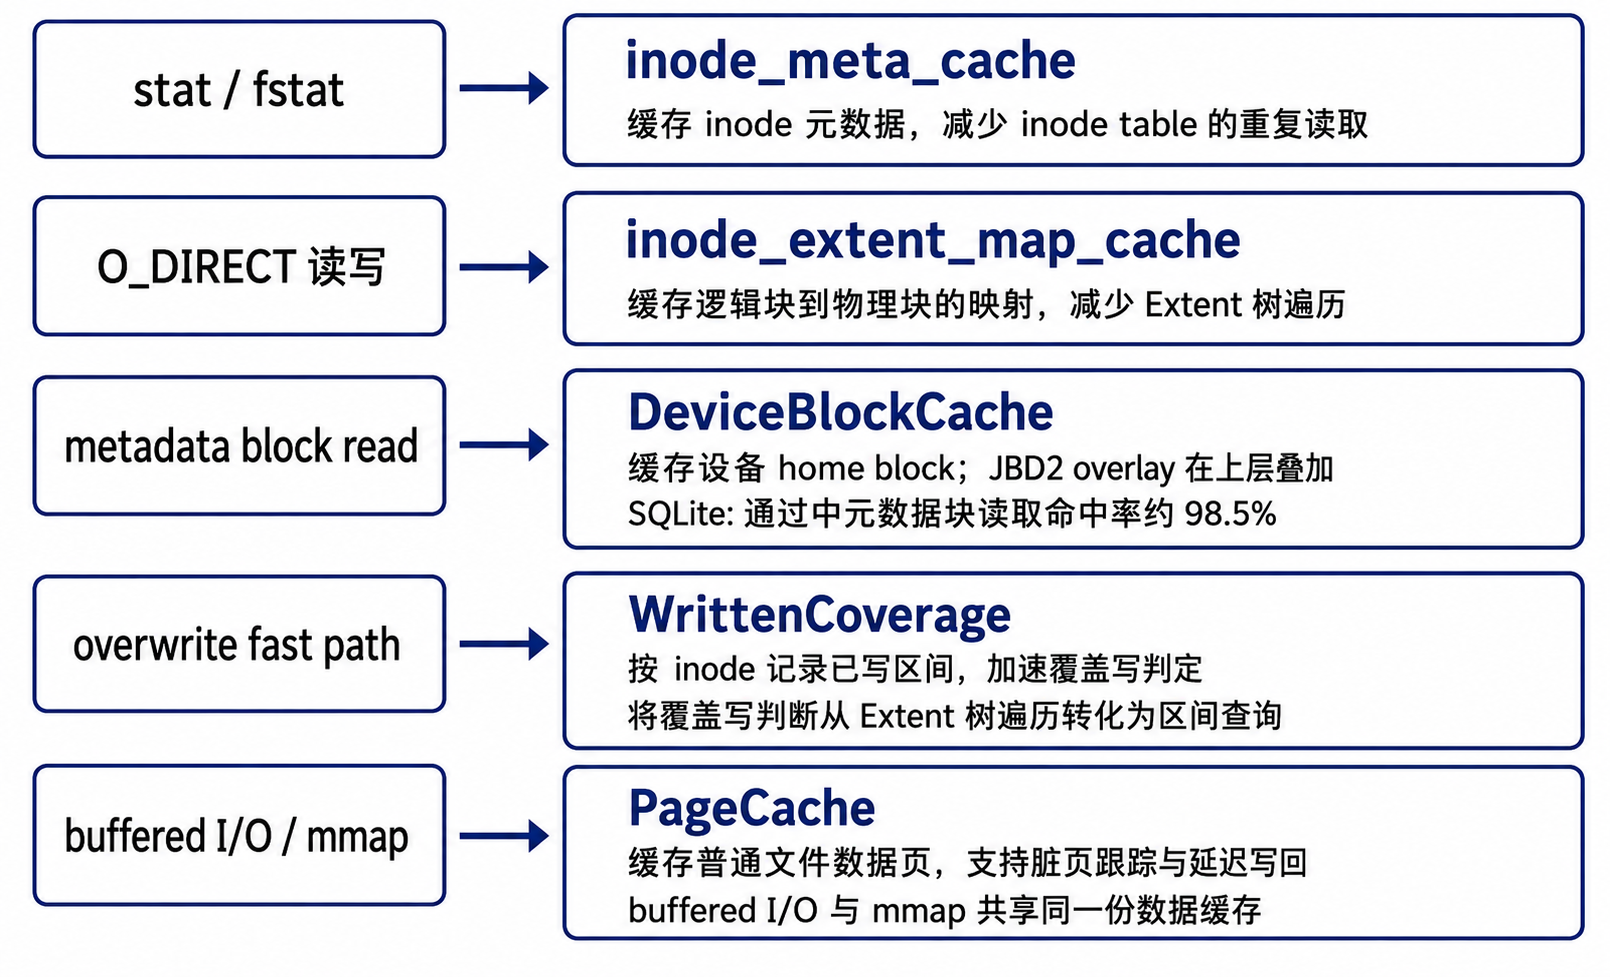 stat / fstat
inode_meta_cache
缓存 inode 元数据，减少 inode table 的重复读取
O_DIRECT 读写
inode_extent_map_cache
缓存逻辑块到物理块的映射，减少 Extent 树遍历
metadata block read
DeviceBlockCache
缓存设备 home block；JBD2 overlay 在上层叠加
SQLite: 通过中元数据块读取命中率约 98.5%
overwrite fast path
WrittenCoverage
按 inode 记录已写区间，加速覆盖写判定
将覆盖写判断从 Extent 树遍历转化为区间查询
buffered I/O / mmap
PageCache
缓存普通文件数据页，支持脏页跟踪与延迟写回
buffered I/O 与 mmap 共享同一份数据缓存